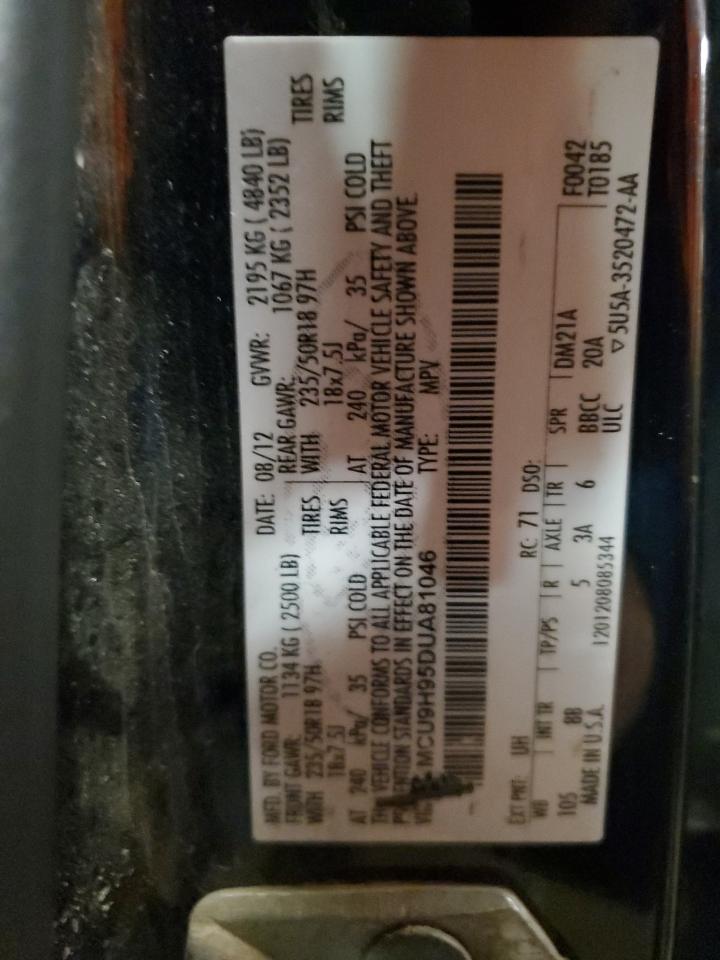 MFD. BY FORD MOTOR CO. DATE: 08/12 GVWR: 2195 KG ( 4840 LB)
FRONT GAWR: 1134 KG ( 2500 LB) REAR GAWR: 1067 KG ( 2352 LB)
WITH 235/50R18 97H TIRES WITH 235/50R18 97H TIRES
18x7.5J RIMS 18x7.5J RIMS
AT 240 kPa/ 35 PSI COLD AT 240 kPa/ 35 PSI COLD
THIS VEHICLE CONFORMS TO ALL APPLICABLE FEDERAL MOTOR VEHICLE SAFETY AND THEFT
PREVENTION STANDARDS IN EFFECT ON THE DATE OF MANUFACTURE SHOWN ABOVE.
MCU9H95DUA81046 TYPE: MPV
EXT PNT: UH RC: 71 DSO:
WB INT TR TP/PS R AXLE TR SPR DM21A F0042
105 BB 5 3A 6 BBCC 20A T0185
MADE IN U.S.A. 1201208085344 ULC ▽5U5A-3520472-AA